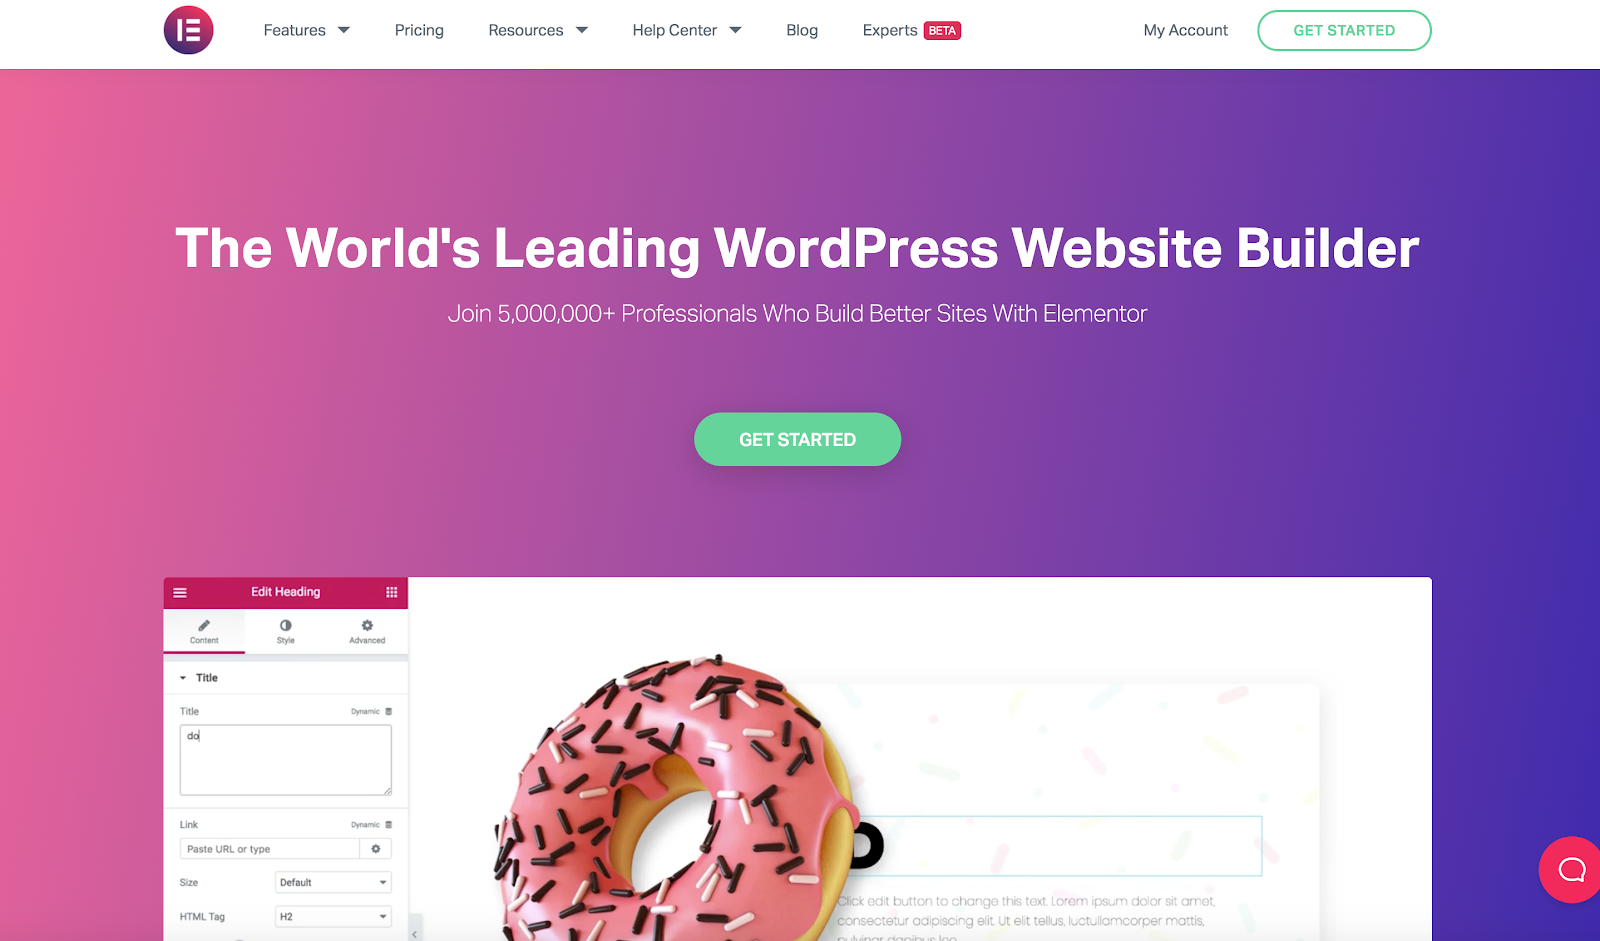 Features
Pricing
Resources
Help Center
Blog
Experts BETA
My Account
GET STARTED
The World's Leading WordPress Website Builder
Join 5,000,000+ Professionals Who Build Better Sites With Elementor
GET STARTED
Edit Heading
Content
Style
Advanced
Title
Title
Dynamic
do
Link
Dynamic
Paste URL or type
Size
Default
HTML Tag
H2
Click edit button to change this text. Lorem ipsum dolor sit amet,
consectetur adipiscing elit. Ut elit tellus, luctullamcorper mattis,